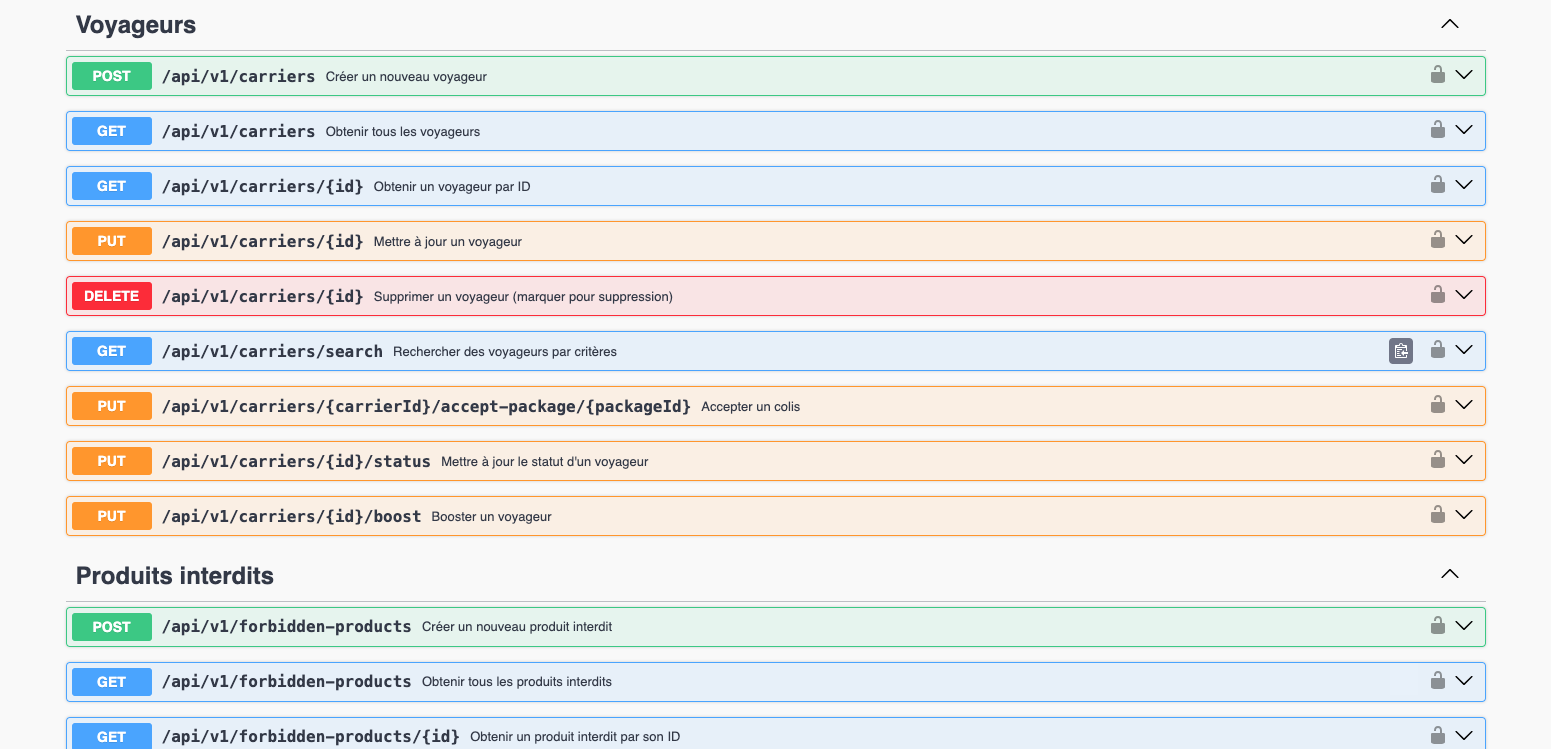 Voyageurs
POST /api/v1/carriers Créer un nouveau voyageur
GET /api/v1/carriers Obtenir tous les voyageurs
GET /api/v1/carriers/{id} Obtenir un voyageur par ID
PUT /api/v1/carriers/{id} Mettre à jour un voyageur
DELETE /api/v1/carriers/{id} Supprimer un voyageur (marquer pour suppression)
GET /api/v1/carriers/search Rechercher des voyageurs par critères
PUT /api/v1/carriers/{carrierId}/accept-package/{packageId} Accepter un colis
PUT /api/v1/carriers/{id}/status Mettre à jour le statut d'un voyageur
PUT /api/v1/carriers/{id}/boost Booster un voyageur
Produits interdits
POST /api/v1/forbidden-products Créer un nouveau produit interdit
GET /api/v1/forbidden-products Obtenir tous les produits interdits
GET /api/v1/forbidden-products/{id} Obtenir un produit interdit par son ID